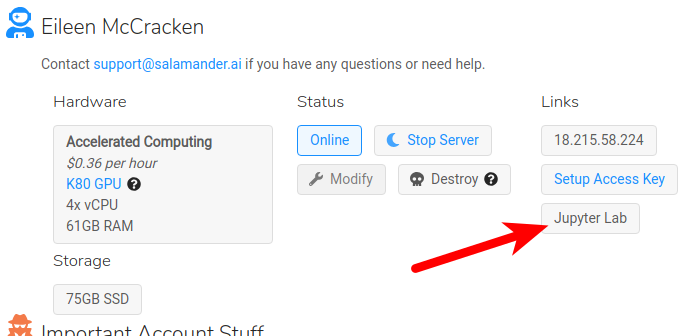 Eileen McCracken
Contact support@salamander.ai if you have any questions or need help.
Hardware
Accelerated Computing
$0.36 per hour
K80 GPU ?
4x vCPU
61GB RAM
Storage
75GB SSD
Status
Online
Stop Server
Modify
Destroy ?
Links
18.215.58.224
Setup Access Key
Jupyter Lab
Important Account Stuff